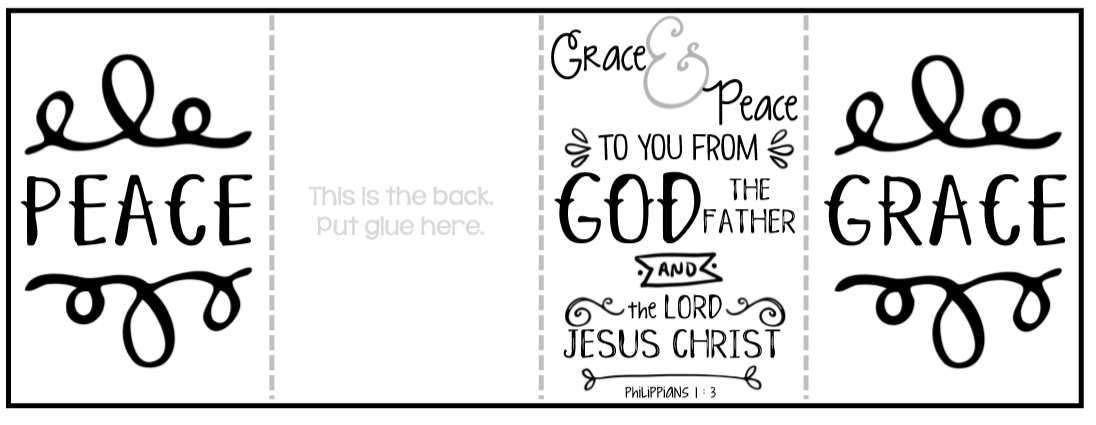 PEACE
This is the back.
Put glue here.
Grace &
Peace
TO YOU FROM
GOD THE
FATHER
AND
the LORD
JESUS CHRIST
PHILIPPIANS 1:3
GRACE